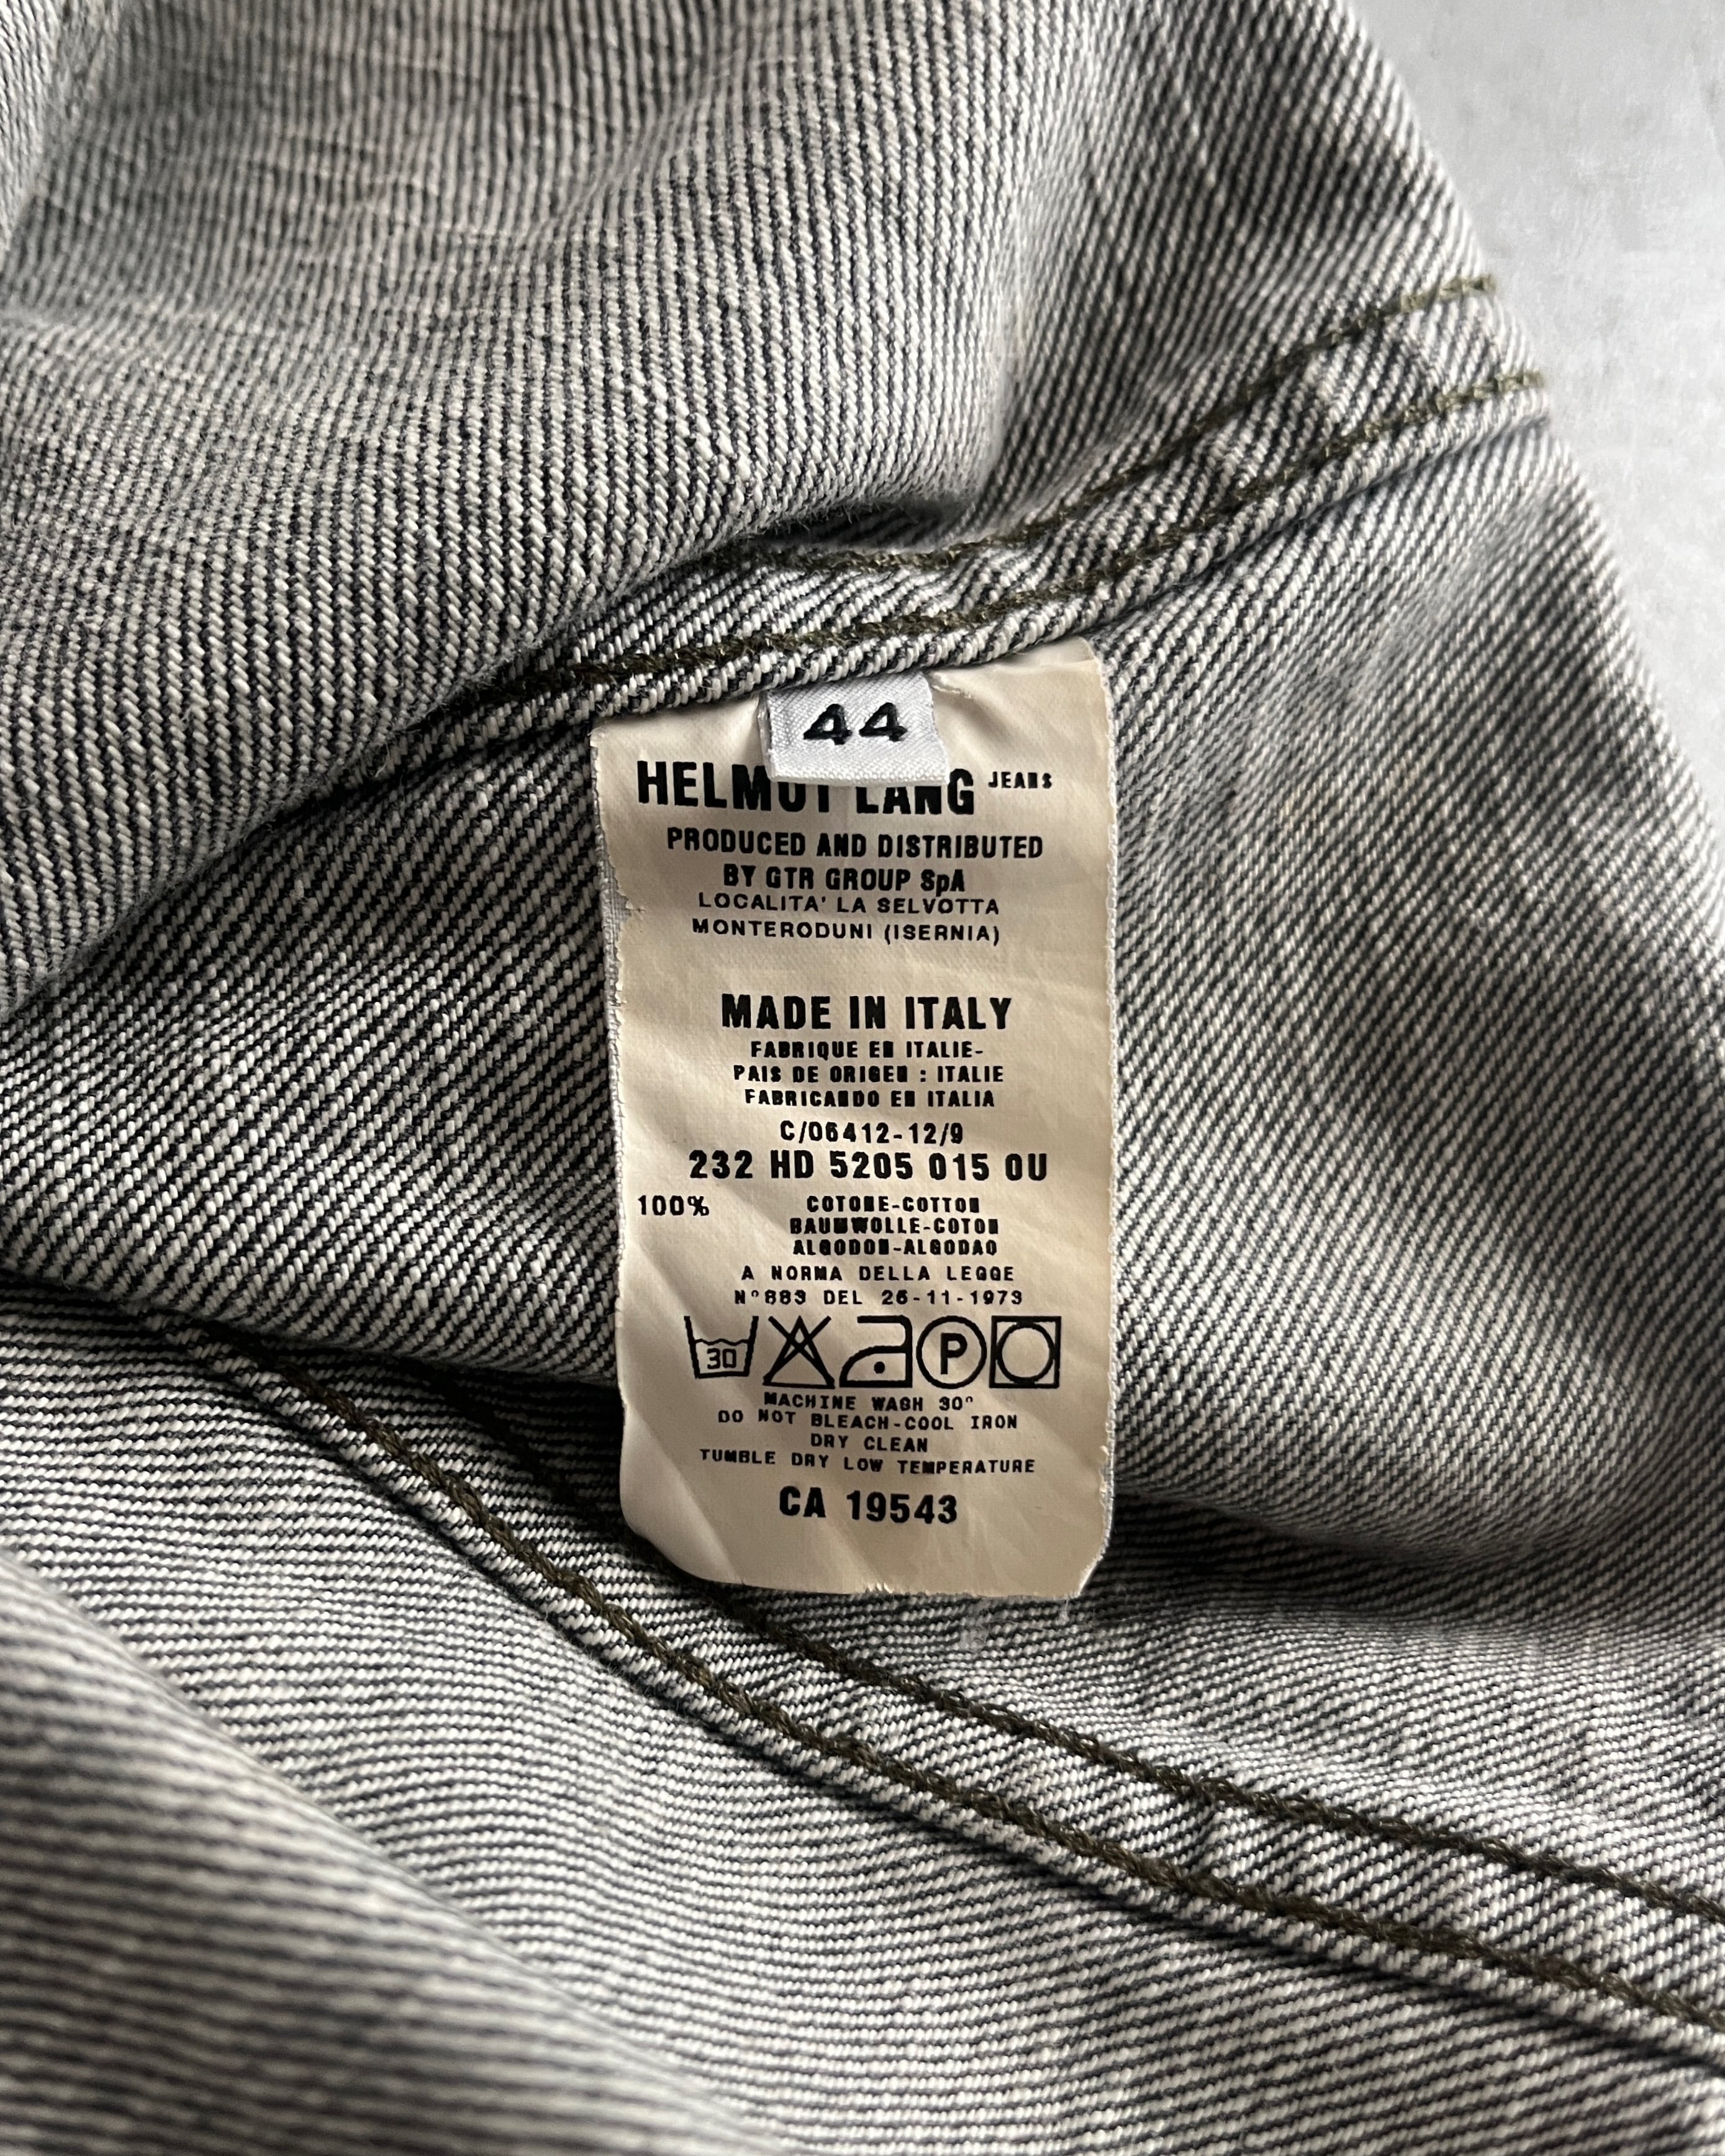 44
HELMUT LANG JEANS
PRODUCED AND DISTRIBUTED
BY GTR GROUP SpA
LOCALITA' LA SELVOTTA
MONTERODUNI (ISERNIA)
MADE IN ITALY
FABRIQUE EN ITALIE-
PAIS DE ORIGEN : ITALIE
FABRICANDO EN ITALIA
C/06412-12/9
232 HD 5205 015 0U
100% COTONE-COTTON
BAUMWOLLE-COTON
ALGODON-ALGODAO
A NORMA DELLA LEGGE
N°883 DEL 26-11-1973
30 P
MACHINE WASH 30°
DO NOT BLEACH-COOL IRON
DRY CLEAN
TUMBLE DRY LOW TEMPERATURE
CA 19543